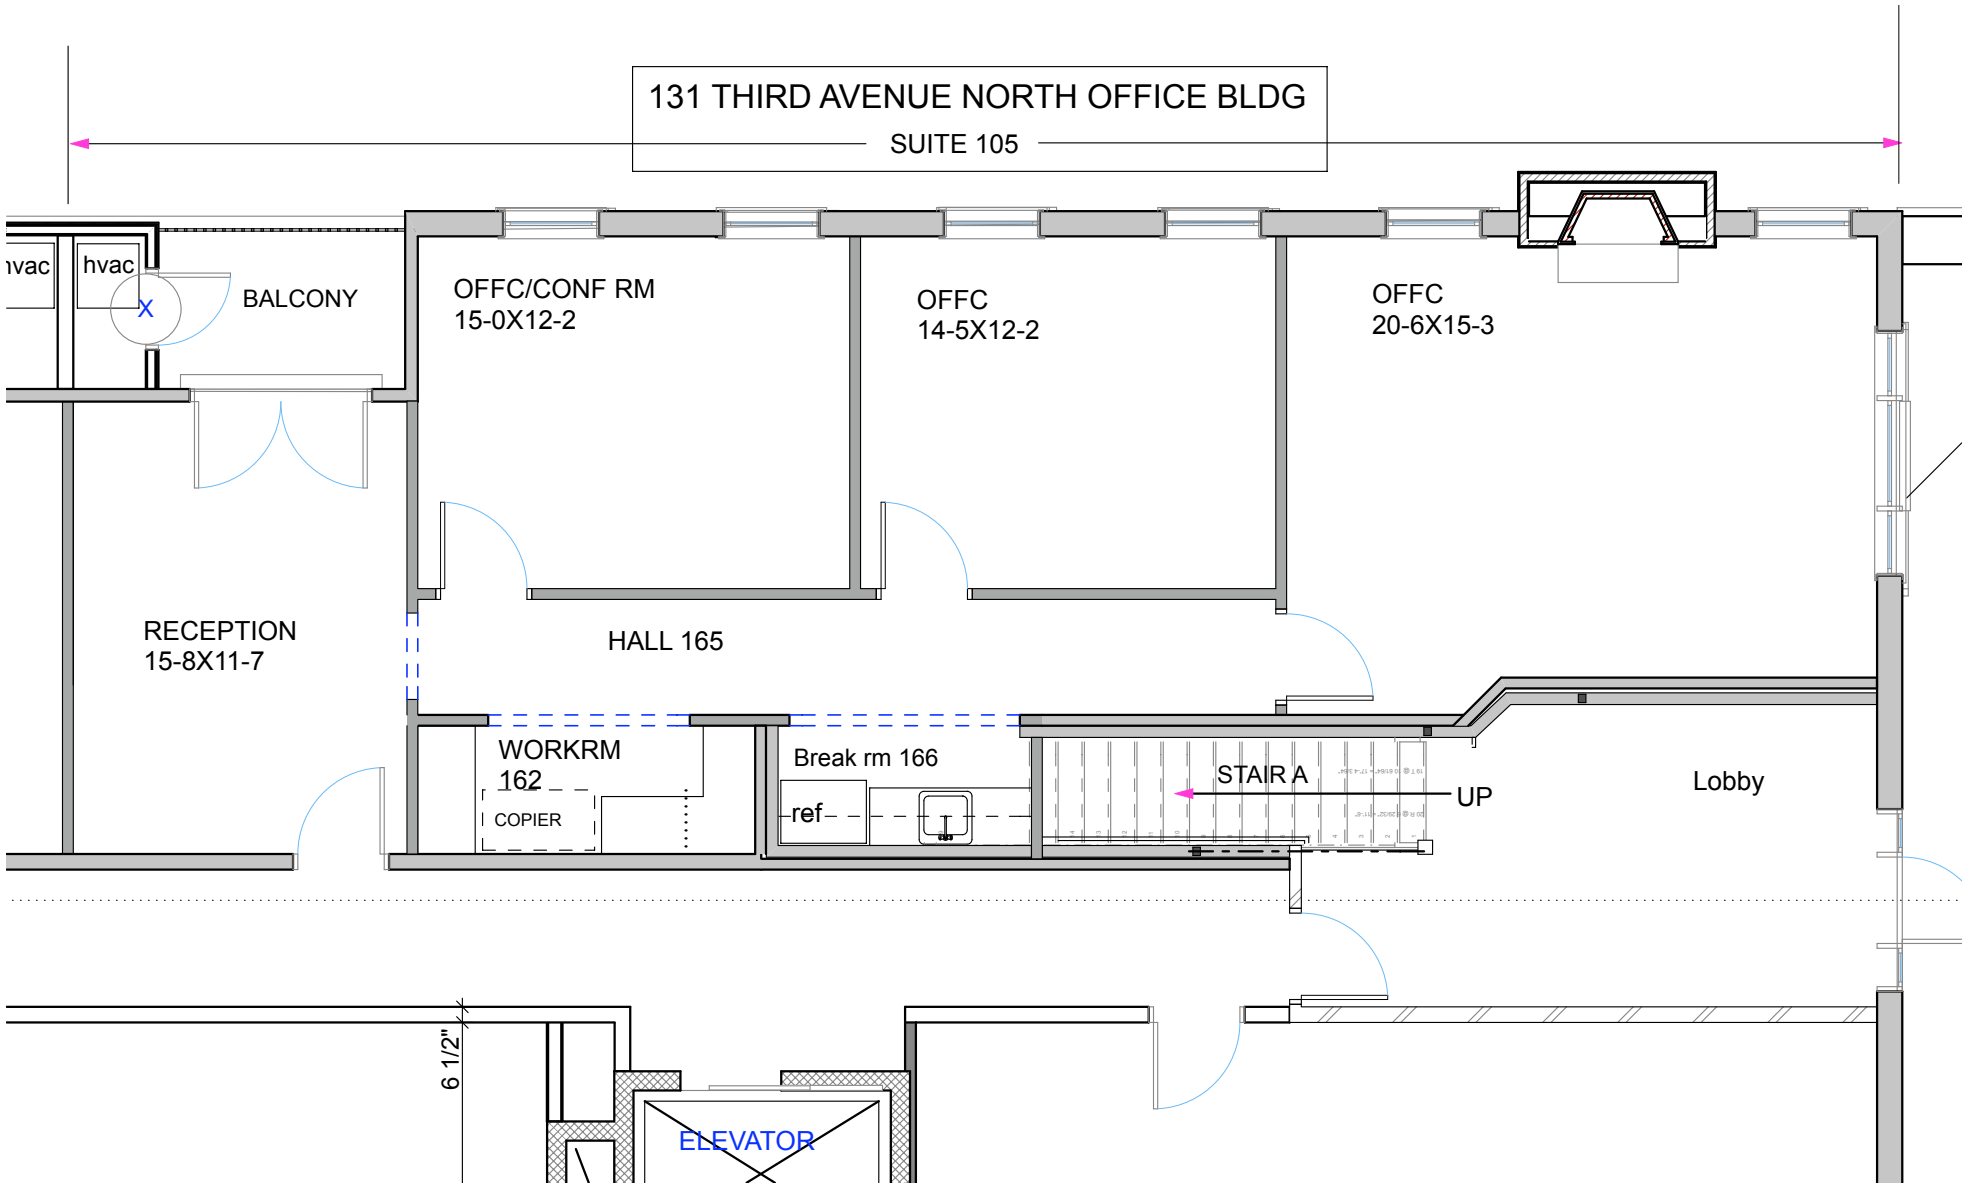 131 THIRD AVENUE NORTH OFFICE BLDG
SUITE 105
hvac
hvac
X
BALCONY
OFFC/CONF RM
15-0X12-2
OFFC
14-5X12-2
OFFC
20-6X15-3
RECEPTION
15-8X11-7
HALL 165
WORKRM
162
COPIER
Break rm 166
ref
STAIR A
UP
Lobby
6 1/2"
ELEVATOR